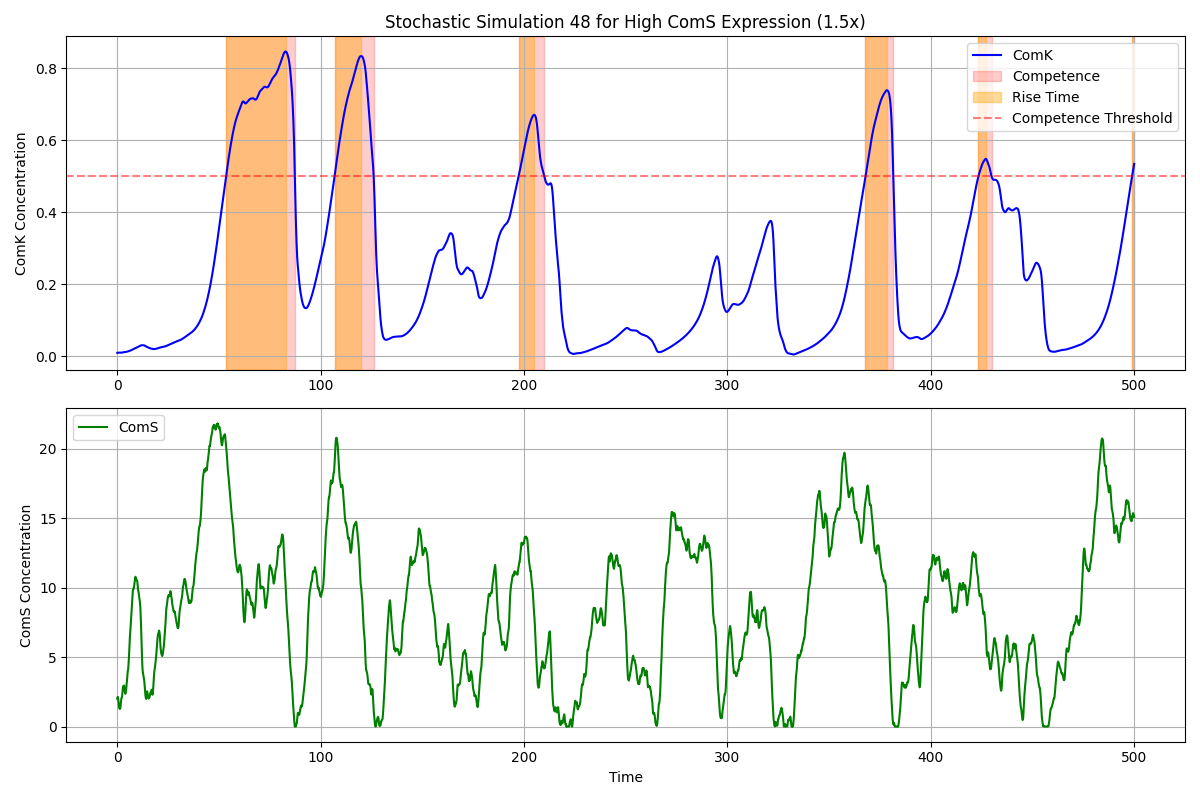 Stochastic Simulation 48 for High ComS Expression (1.5x)
ComK Concentration
0.8
0.6
0.4
0.2
0.0
ComK
Competence
Rise Time
Competence Threshold
0 100 200 300 400 500
ComS Concentration
20
15
10
5
0
ComS
0 100 200 300 400 500
Time